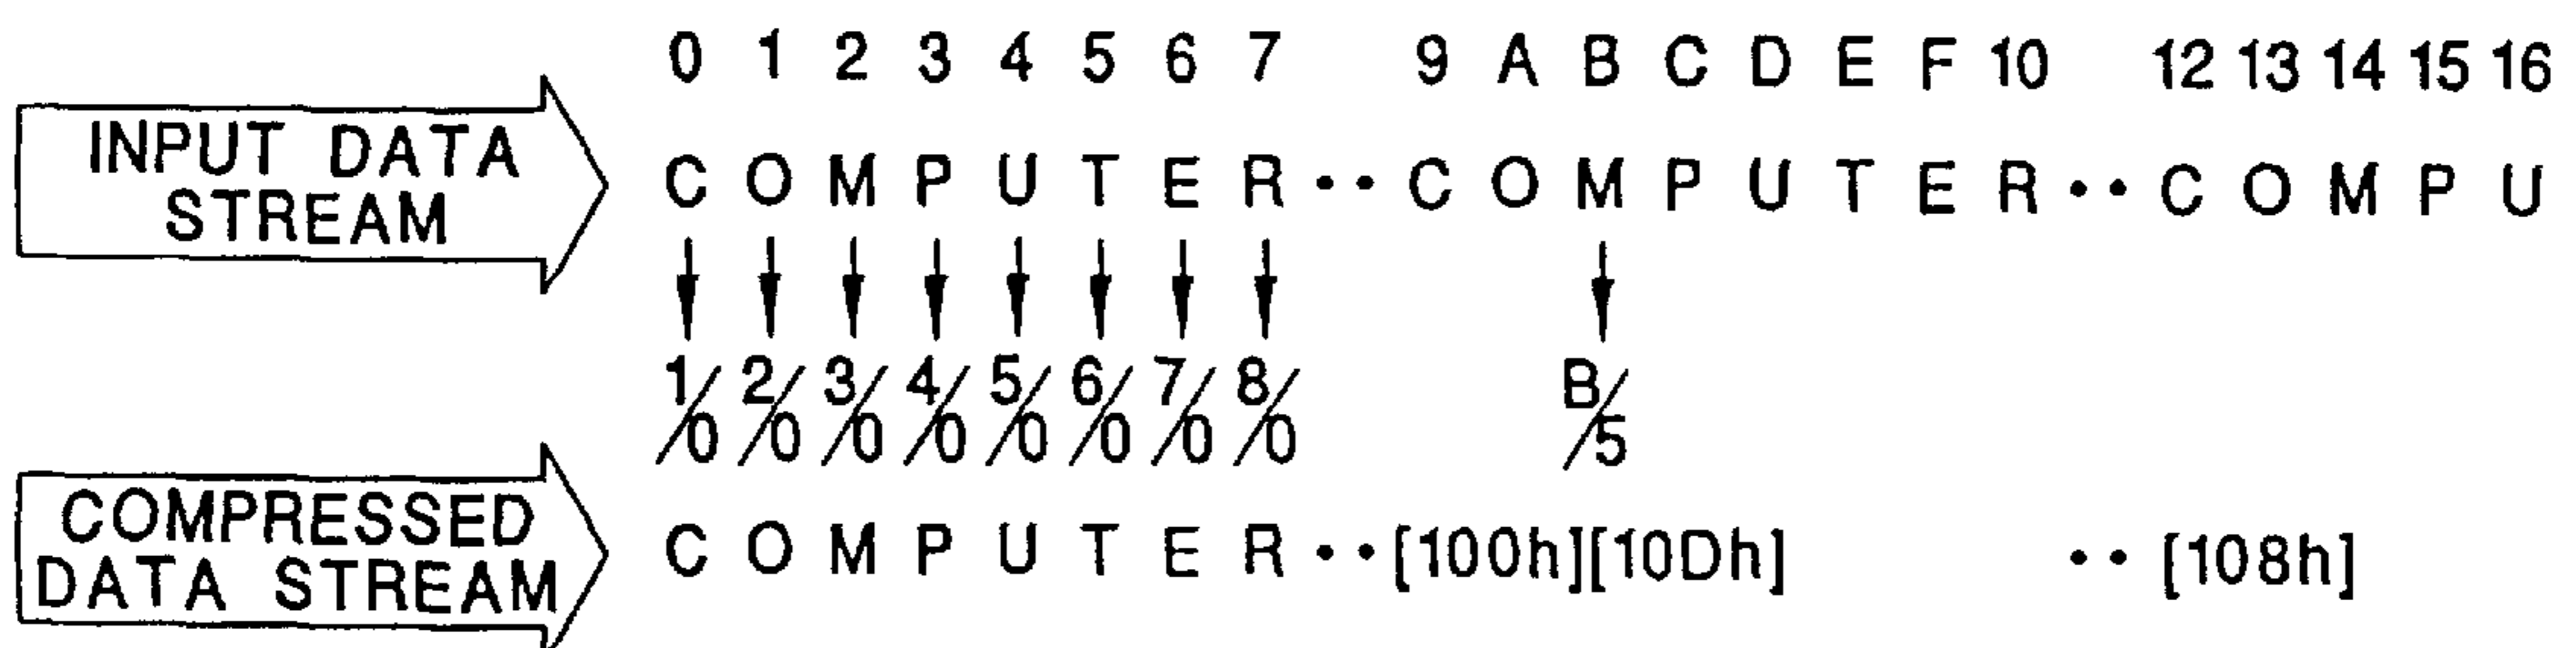 0 1 2 3 4 5 6 7 9 A B C D E F 10 12 13 14 15 16
INPUT DATA
STREAM
C O M P U T E R •• C O M P U T E R •• C O M P U
1/0 2/0 3/0 4/0 5/0 6/0 7/0 8/0 B/5
COMPRESSED
DATA STREAM
C O M P U T E R ••[100h][10Dh] •• [108h]